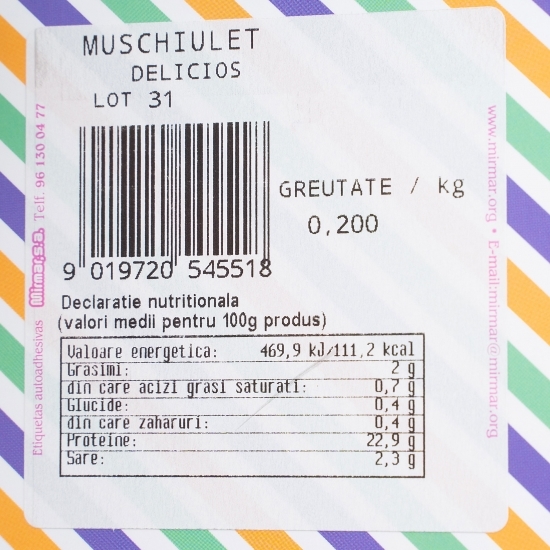 MUSCHIULET
DELICIOS
LOT 31
GREUTATE / kg
0,200
9 019720 545518
Declaratie nutritionala
(valori medii pentru 100g produs)
Valoare energetica: 469,9 kJ/111,2 kcal
Grasimi: 2 g
din care acizi grasi saturati: 0,7 g
Glucide: 0,4 g
din care zaharuri: 0,4 g
Proteine: 22,9 g
Sare: 2,3 g
Etiquetas autoadhesivas Mirmar,s.a. Telf. 96 130 04 77
www.mirmar.org • E-mail:mirmar@mirmar.org